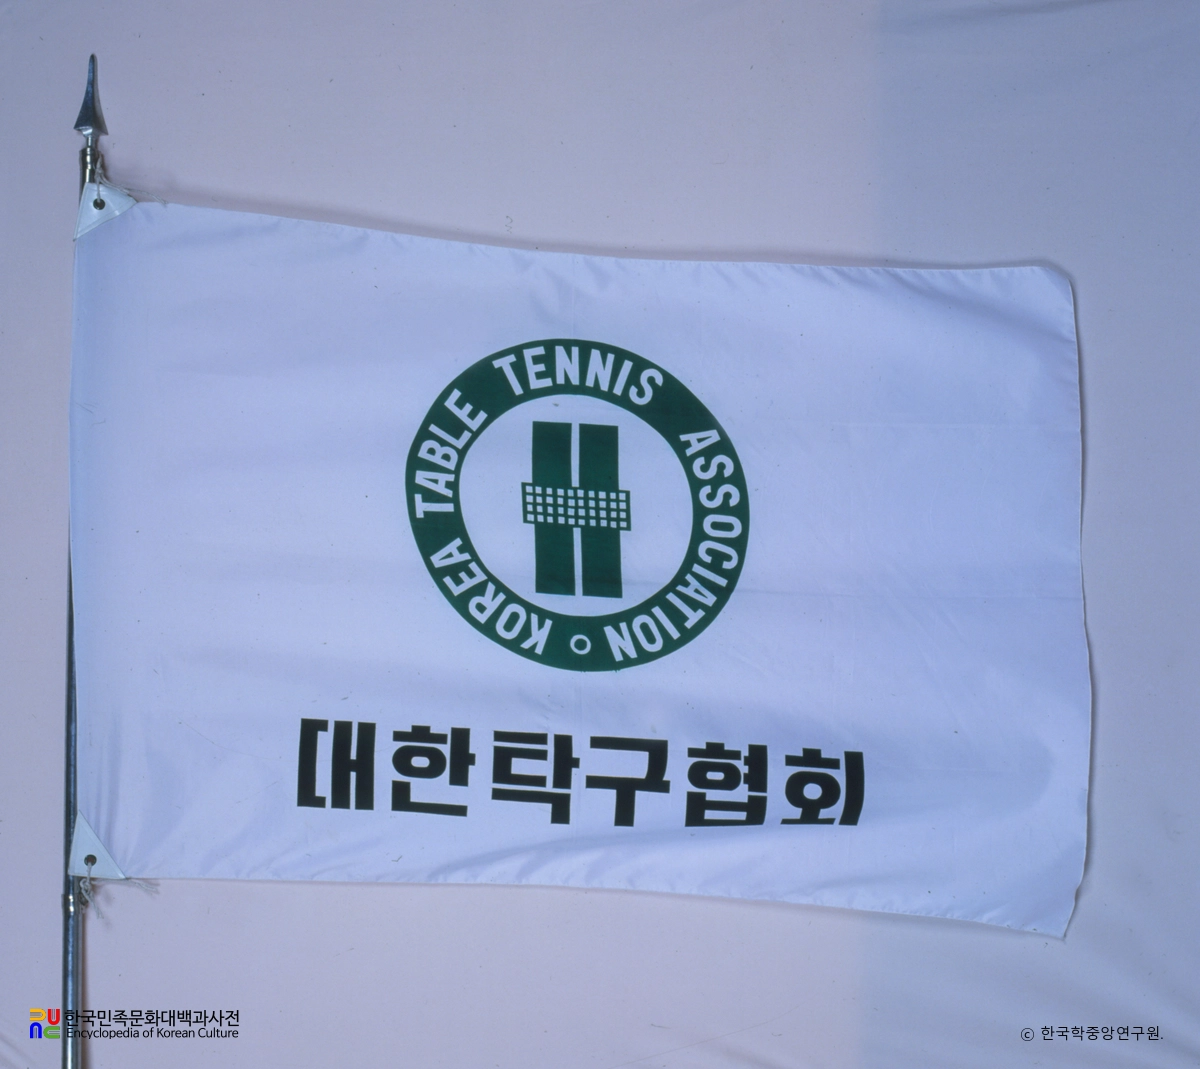 KOREA TABLE TENNIS ASSOCIATION
대한탁구협회
한국민족문화대백과사전
Encyclopedia of Korean Culture
ⓒ 한국학중앙연구원.